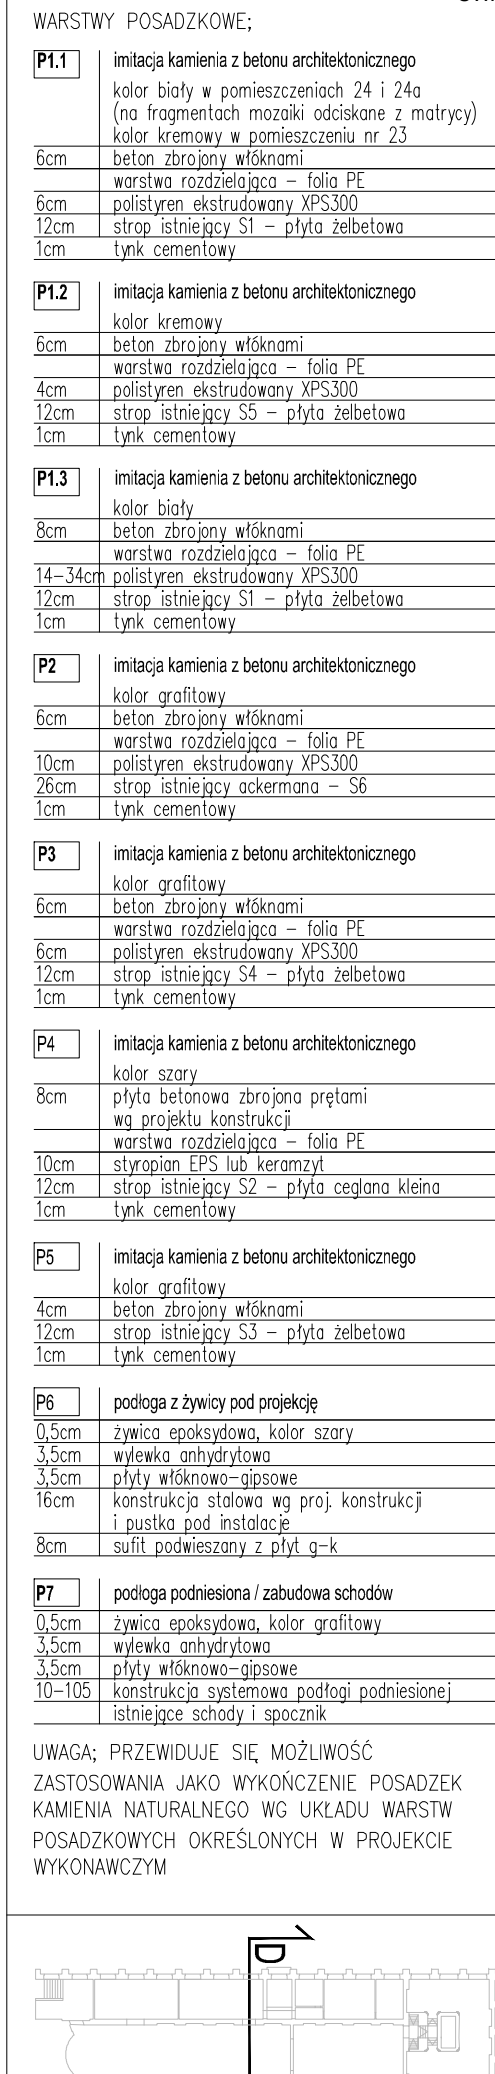 WARSTWY POSADZKOWE;
P1.1 imitacja kamienia z betonu architektonicznego
kolor biały w pomieszczeniach 24 i 24a
(na fragmentach mozaiki odciskane z matrycy)
kolor kremowy w pomieszczeniu nr 23
6cm beton zbrojony włóknami
warstwa rozdzielająca – folia PE
6cm polistyren ekstrudowany XPS300
12cm strop istniejący S1 – płyta żelbetowa
1cm tynk cementowy
P1.2 imitacja kamienia z betonu architektonicznego
kolor kremowy
6cm beton zbrojony włóknami
warstwa rozdzielająca – folia PE
4cm polistyren ekstrudowany XPS300
12cm strop istniejący S5 – płyta żelbetowa
1cm tynk cementowy
P1.3 imitacja kamienia z betonu architektonicznego
kolor biały
8cm beton zbrojony włóknami
warstwa rozdzielająca – folia PE
14–34cm polistyren ekstrudowany XPS300
12cm strop istniejący S1 – płyta żelbetowa
1cm tynk cementowy
P2 imitacja kamienia z betonu architektonicznego
kolor grafitowy
6cm beton zbrojony włóknami
warstwa rozdzielająca – folia PE
10cm polistyren ekstrudowany XPS300
26cm strop istniejący ackermana – S6
1cm tynk cementowy
P3 imitacja kamienia z betonu architektonicznego
kolor grafitowy
6cm beton zbrojony włóknami
warstwa rozdzielająca – folia PE
6cm polistyren ekstrudowany XPS300
12cm strop istniejący S4 – płyta żelbetowa
1cm tynk cementowy
P4 imitacja kamienia z betonu architektonicznego
kolor szary
8cm płyta betonowa zbrojona prętami
wg projektu konstrukcji
warstwa rozdzielająca – folia PE
10cm styropian EPS lub keramzyt
12cm strop istniejący S2 – płyta ceglana kleina
1cm tynk cementowy
P5 imitacja kamienia z betonu architektonicznego
kolor grafitowy
4cm beton zbrojony włóknami
12cm strop istniejący S3 – płyta żelbetowa
1cm tynk cementowy
P6 podłoga z żywicy pod projekcję
0,5cm żywica epoksydowa, kolor szary
3,5cm wylewka anhydrytowa
3,5cm płyty włóknowo–gipsowe
16cm konstrukcja stalowa wg proj. konstrukcji
i pustka pod instalacje
8cm sufit podwieszany z płyt g–k
P7 podłoga podniesiona / zabudowa schodów
0,5cm żywica epoksydowa, kolor grafitowy
3,5cm wylewka anhydrytowa
3,5cm płyty włóknowo–gipsowe
10–105 konstrukcja systemowa podłogi podniesionej
istniejące schody i spocznik
UWAGA; PRZEWIDUJE SIĘ MOŻLIWOŚĆ
ZASTOSOWANIA JAKO WYKOŃCZENIE POSADZEK
KAMIENIA NATURALNEGO WG UKŁADU WARSTW
POSADZKOWYCH OKREŚLONYCH W PROJEKCIE
WYKONAWCZYM
D